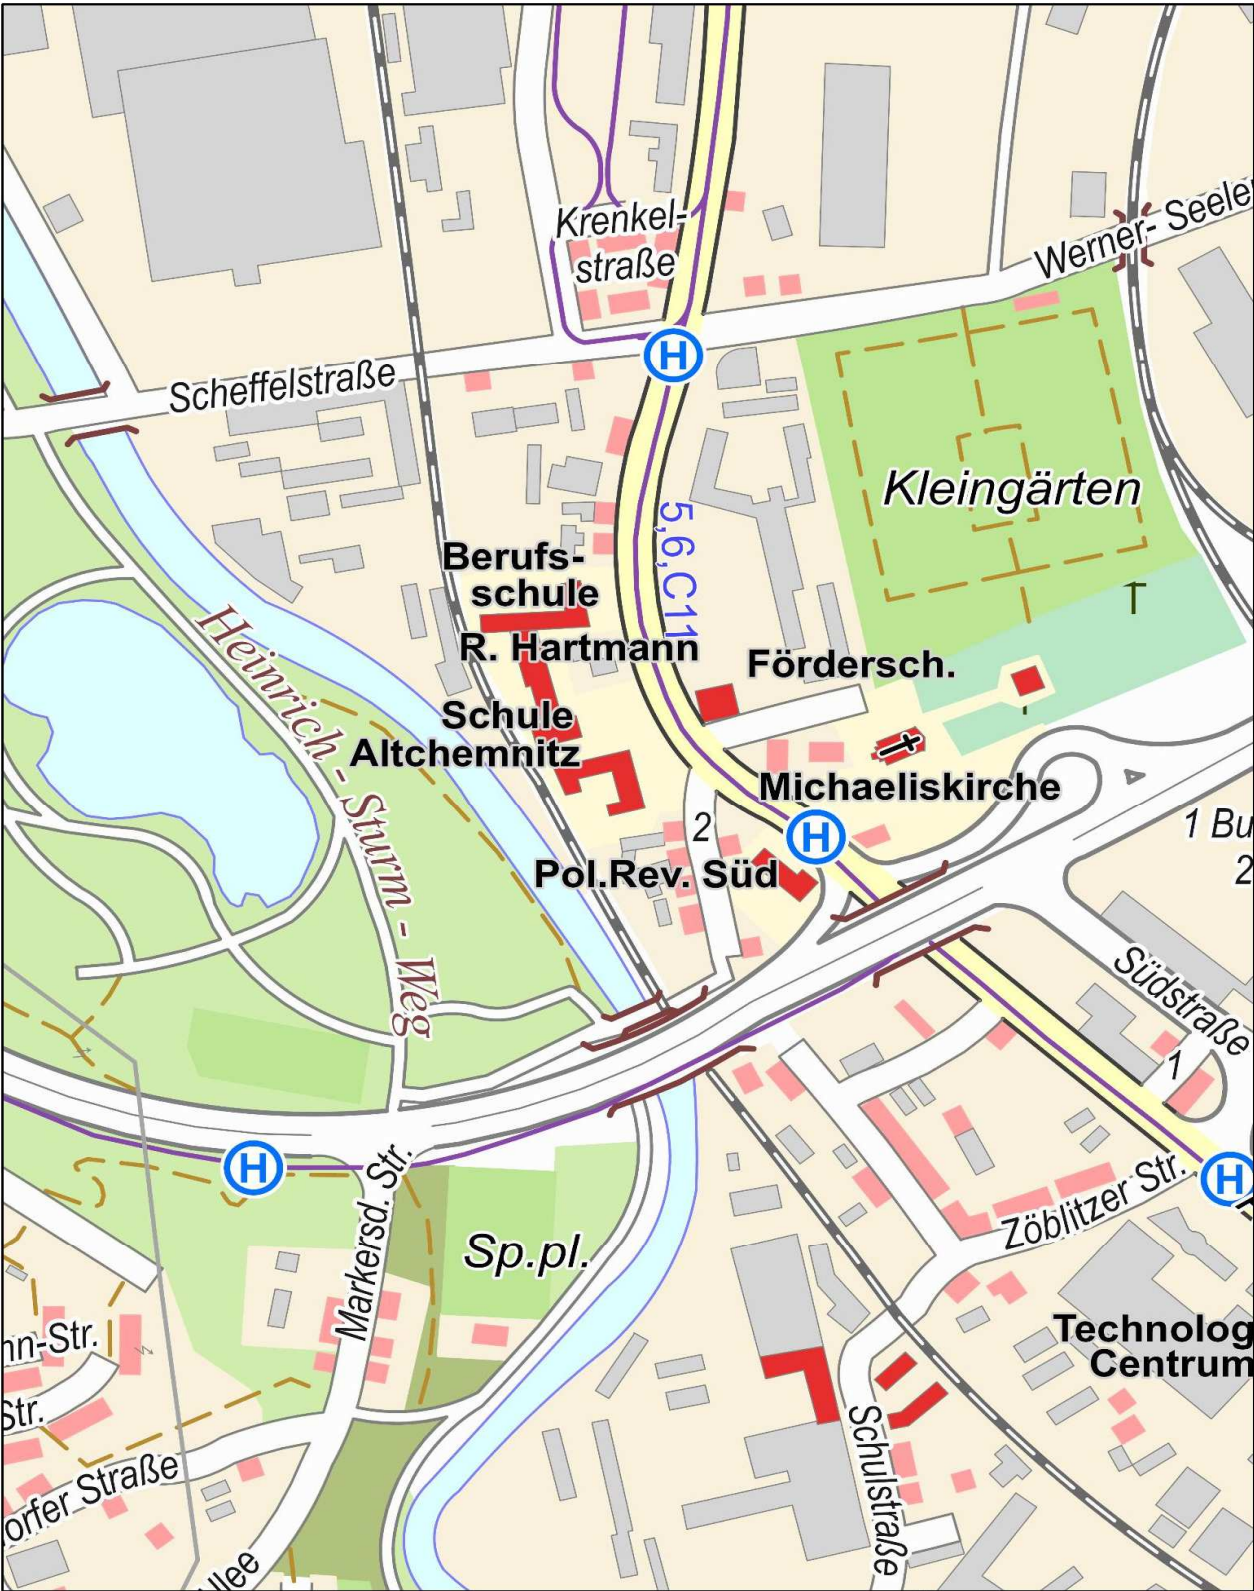 Krenkel-
straße
Werner- Seele
H
Scheffelstraße
Kleingärten
5,6,C11
Berufs-
schule
R. Hartmann
Heinrich - Sturm - Weg
Fördersch.
Schule
Altchemnitz
Michaeliskirche
2
H
1 Bu
2
Pol.Rev. Süd
Südstraße
1
H
Markersd. Str.
H
Zöblitzer Str.
Sp.pl.
nn-Str.
Technolog
Centrum
Str.
Schulstraße
orfer Straße
llee